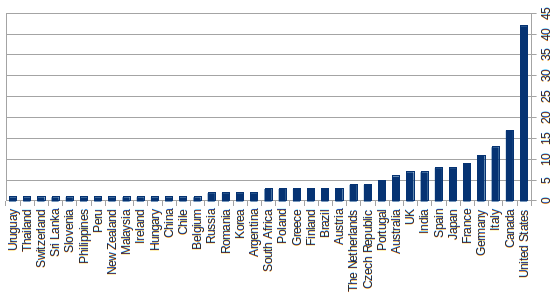 45
40
35
30
25
20
15
10
5
0
Uruguay
Thailand
Switzerland
Sri Lanka
Slovenia
Philippines
Peru
New Zealand
Malaysia
Ireland
Hungary
China
Chile
Belgium
Russia
Romania
Korea
Argentina
South Africa
Poland
Greece
Finland
Brazil
Austria
The Netherlands
Czech Republic
Portugal
Australia
UK
India
Spain
Japan
France
Germany
Italy
Canada
United States